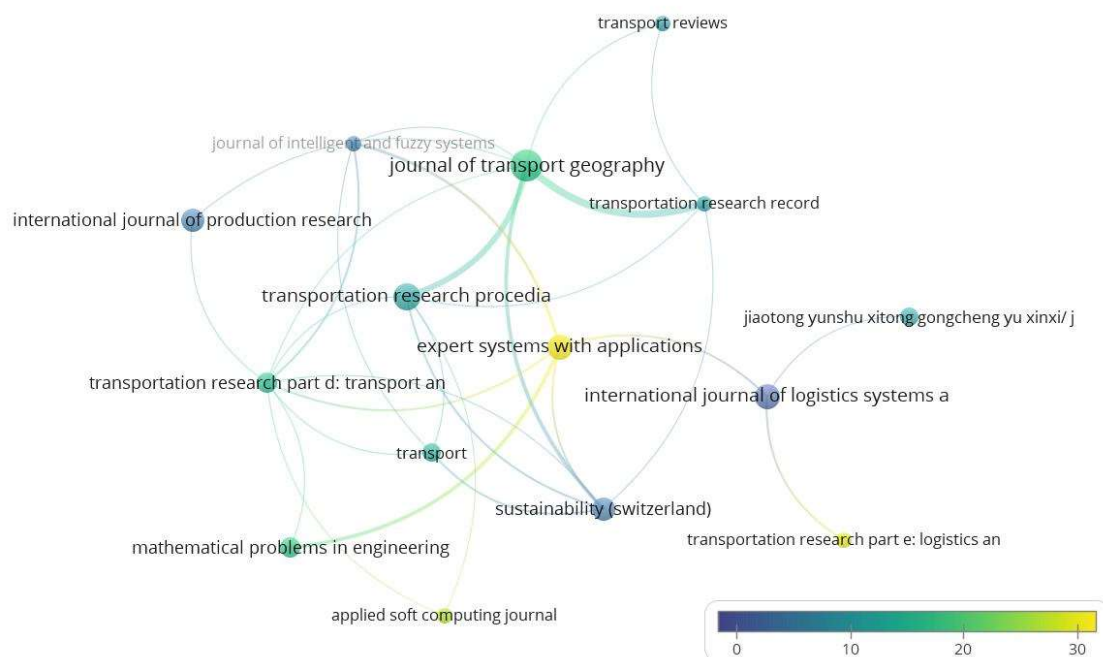 transport reviews
journal of intelligent and fuzzy systems
journal of transport geography
transportation research record
international journal of production research
transportation research procedia
jiaotong yunshu xitong gongcheng yu xinxi/ j
expert systems with applications
transportation research part d: transport an
international journal of logistics systems a
transport
sustainability (switzerland)
transportation research part e: logistics an
mathematical problems in engineering
applied soft computing journal
0 10 20 30